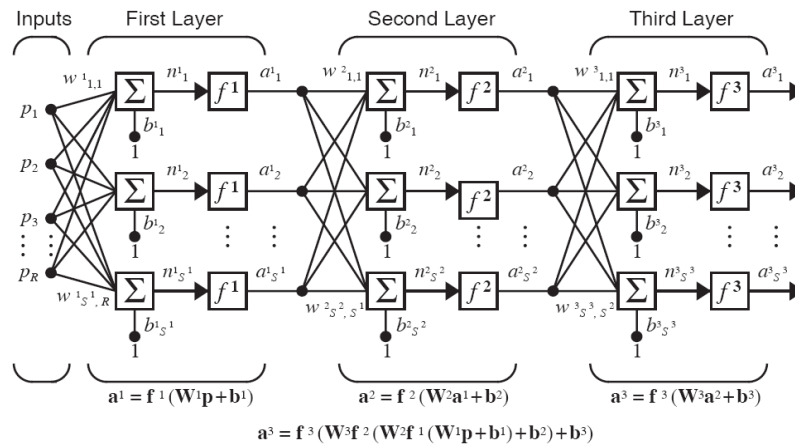 Inputs First Layer Second Layer Third Layer
w¹₁,₁ n¹₁ a¹₁ w²₁,₁ n²₁ a²₁ w³₁,₁ n³₁ a³₁
Σ f¹ Σ f² Σ f³
p₁ b¹₁ b²₁ b³₁
1 1 1
p₂ n¹₂ a¹₂ n²₂ a²₂ n³₂ a³₂
Σ f¹ Σ f² Σ f³
p₃ b¹₂ b²₂ b³₂
1 1 1
p_R n¹_S¹ a¹_S¹ n²_S² a²_S² n³_S³ a³_S³
Σ f¹ Σ f² Σ f³
w¹_S¹,R b¹_S¹ w²_S²,S¹ b²_S² w³_S³,S² b³_S³
1 1 1
a¹ = f¹ (W¹p+b¹) a² = f² (W²a¹+b²) a³ = f³ (W³a²+b³)
a³ = f³ (W³f² (W²f¹ (W¹p+b¹)+b²)+b³)